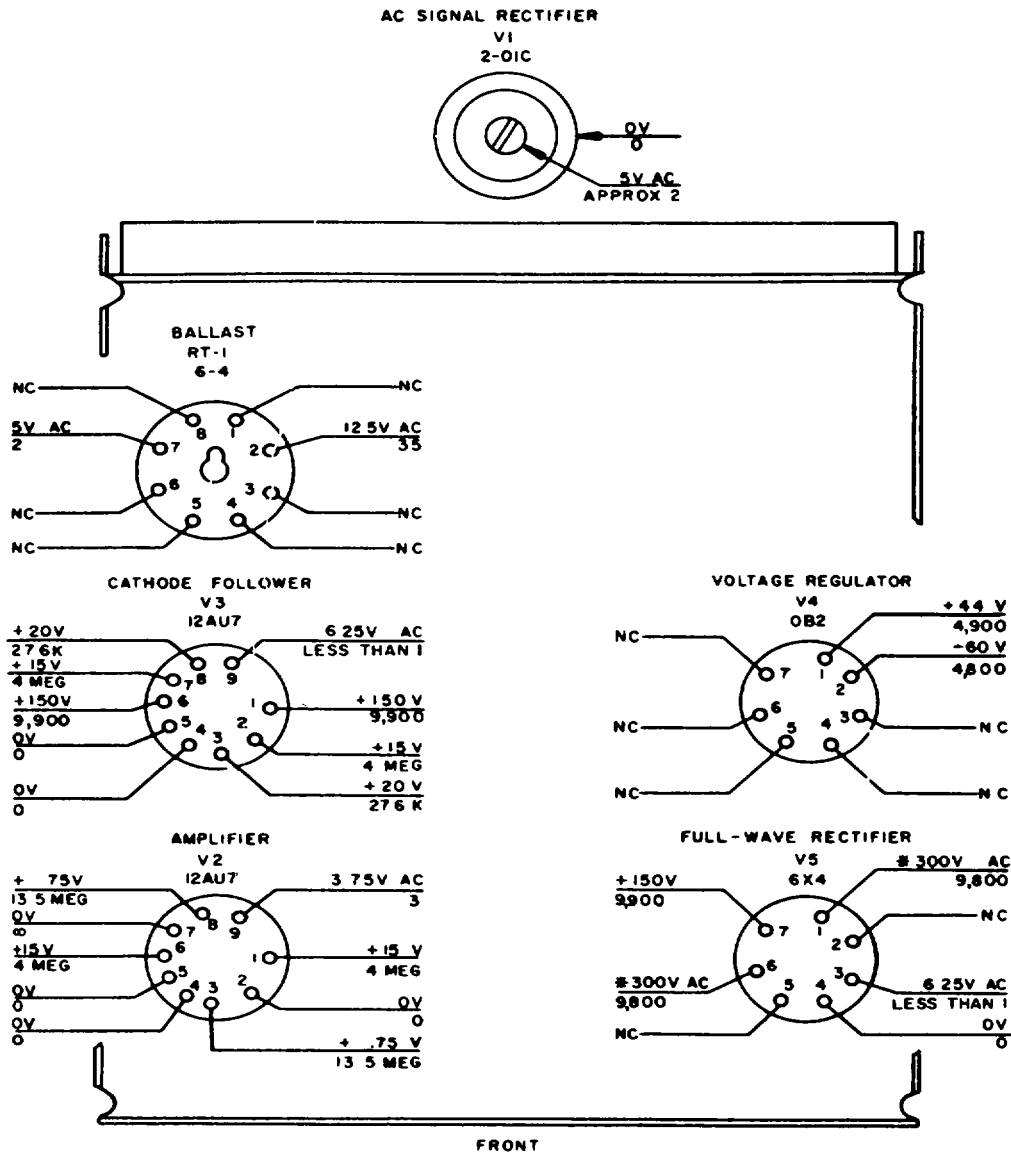 AC SIGNAL RECTIFIER
V1
2-01C
0V
0
5V AC
APPROX 2
BALLAST
RT-1
6-4
NC
NC
8
1
5V AC
2
7
2
12 5V AC
35
6
3
5
4
NC
NC
NC
NC
CATHODE FOLLOWER
V3
12AU7
+ 20V
27 6K
6 25V AC
LESS THAN 1
+ 15V
4 MEG
8
9
7
+150V
9,900
6
1
+150 V
9,900
0V
0
5
4
3
2
+15 V
4 MEG
0V
0
+ 20 V
27 6 K
VOLTAGE REGULATOR
V4
0B2
+44 V
4,900
NC
-60 V
4,800
7
1
2
6
3
5
4
NC
NC
NC
NC
AMPLIFIER
V2
12AU7
+ 75V
13 5 MEG
3 75V AC
3
0V
∞
7
8
9
+15V
4 MEG
6
1
+15 V
4 MEG
0V
0
5
4
3
2
0V
0
0V
0
+ .75 V
13 5 MEG
FULL-WAVE RECTIFIER
V5
6X4
* 300V AC
9,800
+150V
9,900
7
1
2
NC
6
3
* 300V AC
9,800
5
4
6 25V AC
LESS THAN 1
NC
0V
0
FRONT